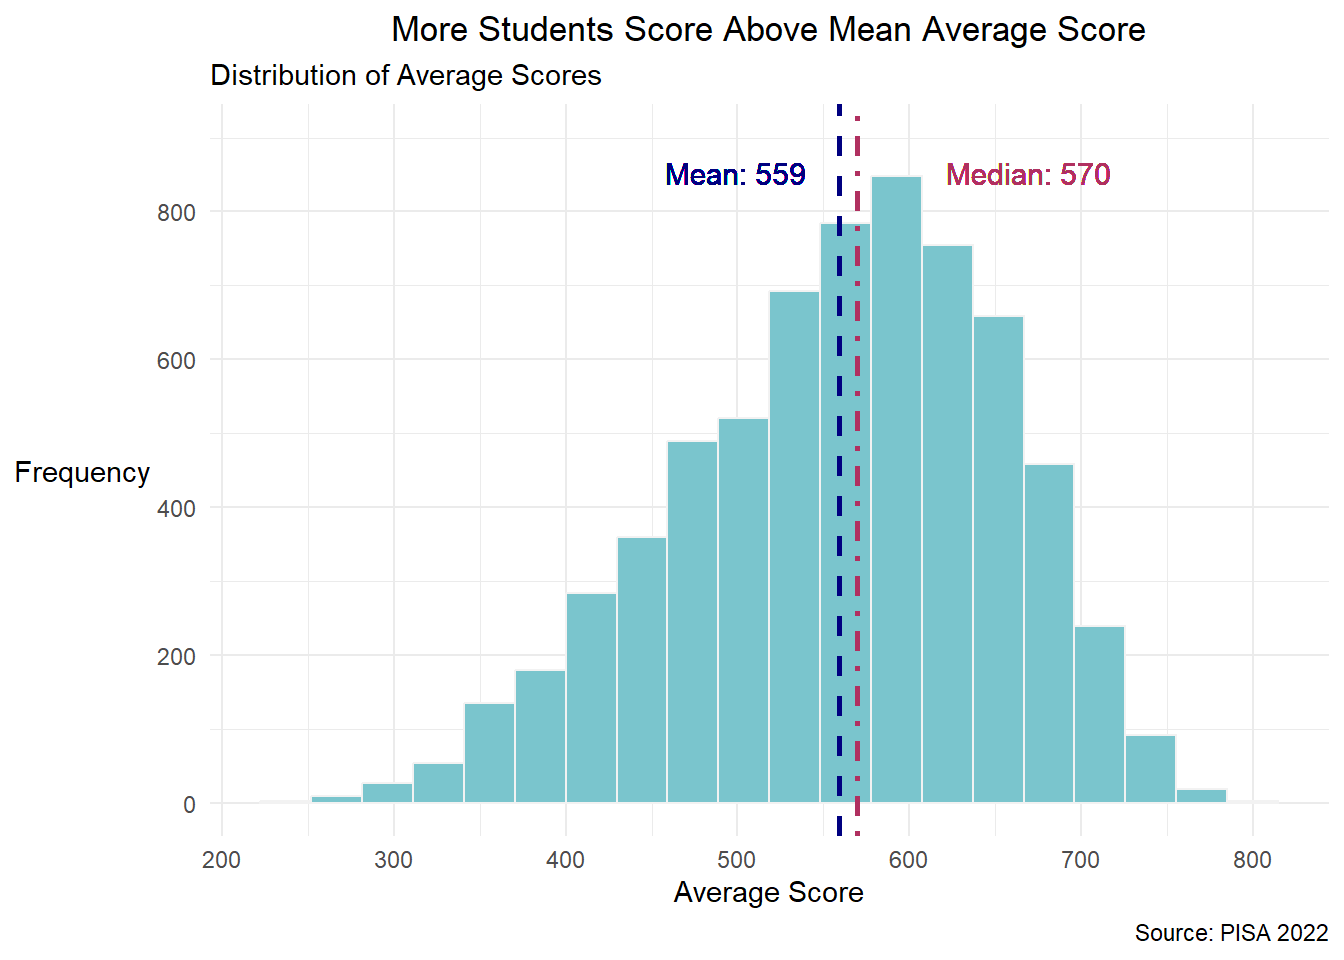 More Students Score Above Mean Average Score
Distribution of Average Scores
Mean: 559
Median: 570
800
600
Frequency
400
200
0
200 300 400 500 600 700 800
Average Score
Source: PISA 2022